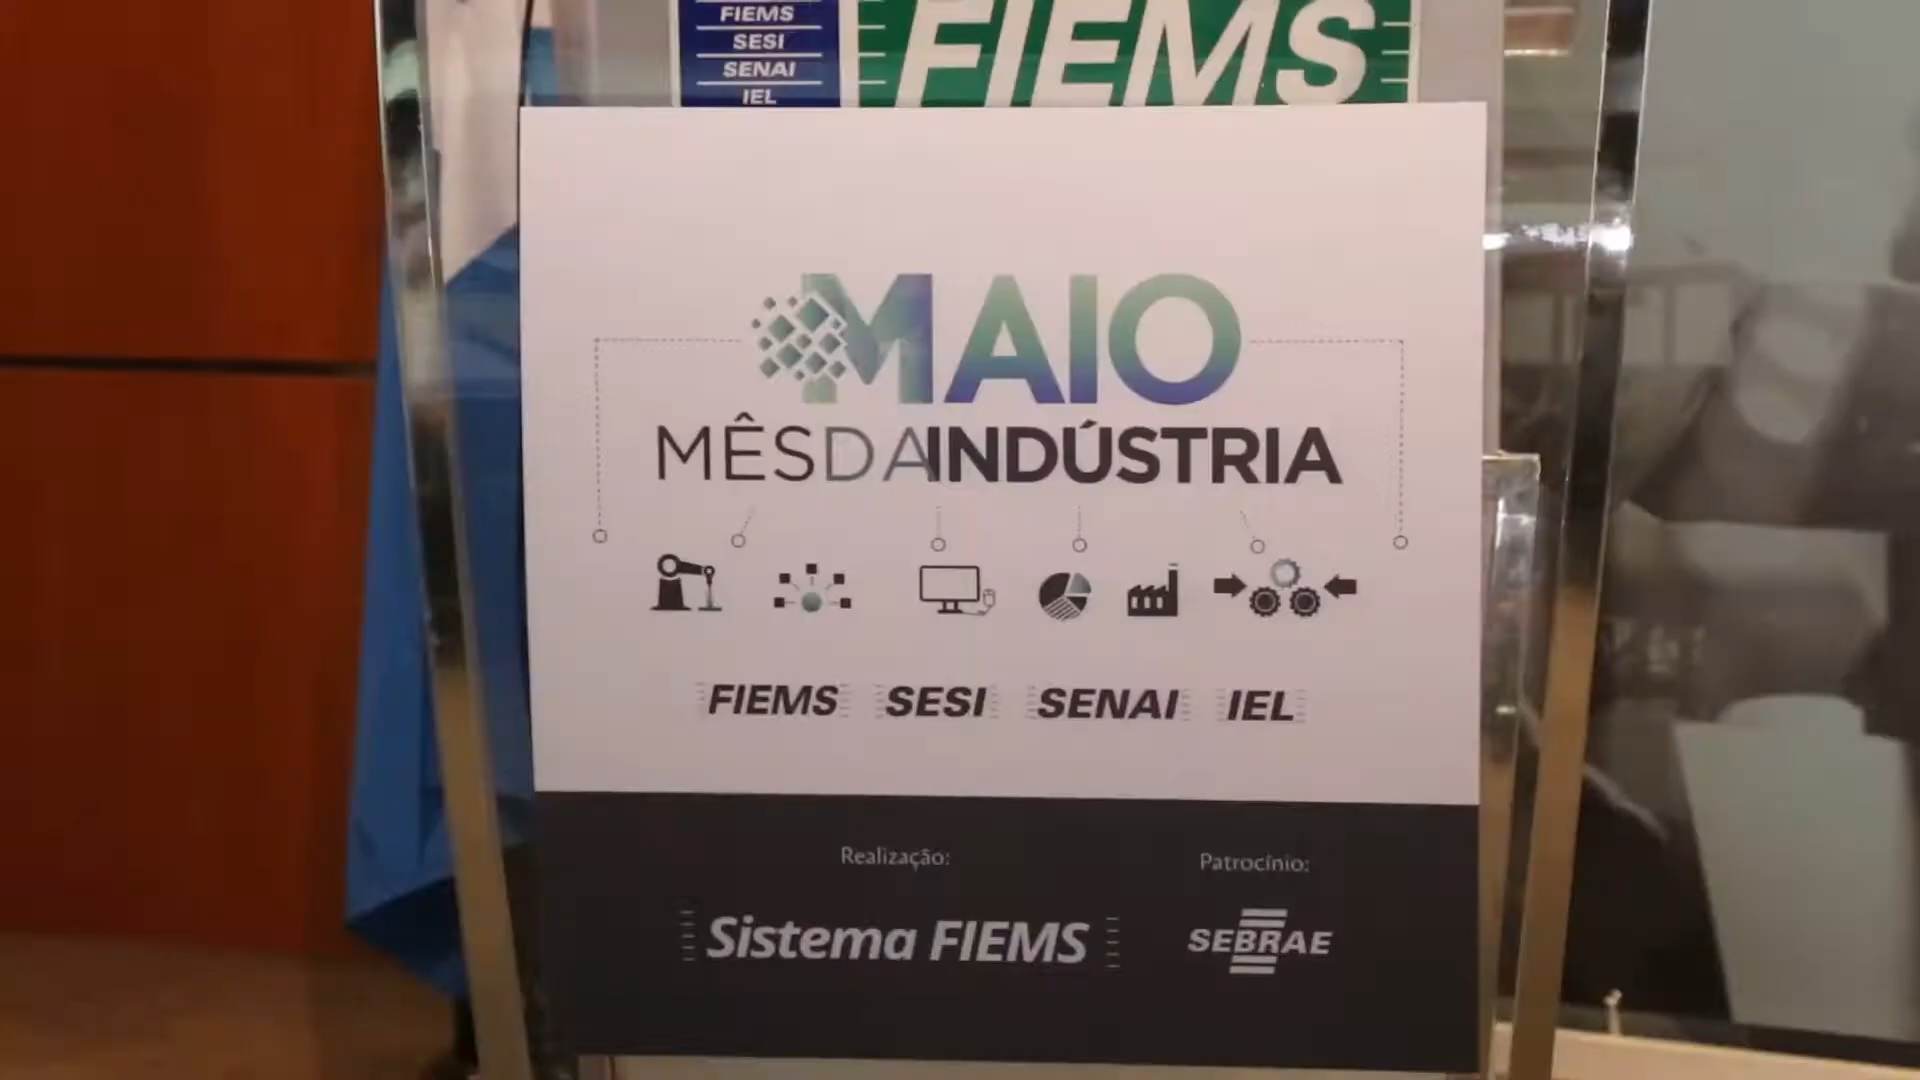 FIEMS
SESI
SENAI
IEL
FIEMS
MAIO
MÊSDAINDÚSTRIA
FIEMS SESI SENAI IEL
Realização:
Patrocínio:
Sistema FIEMS
SEBRAE